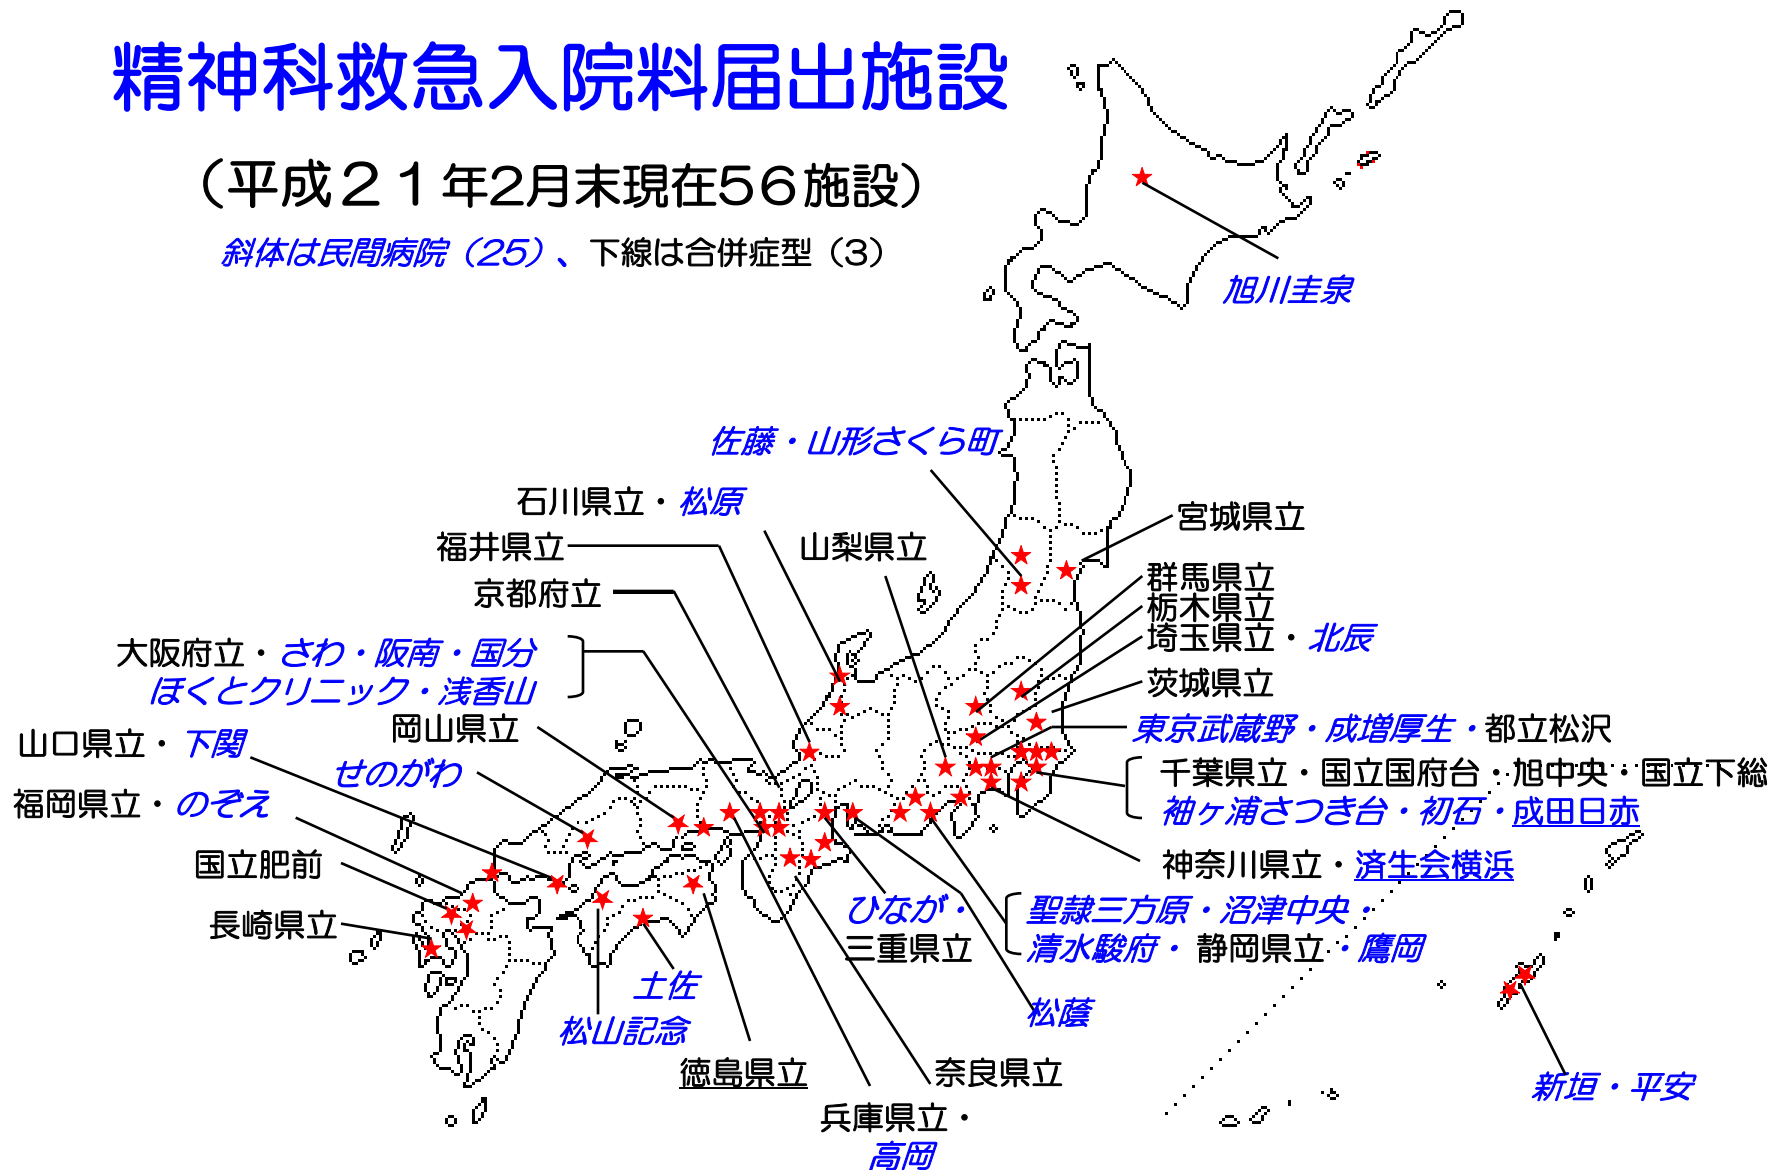 精神科救急入院料届出施設
（平成２１年2月末現在56施設）
斜体は民間病院（25）、下線は合併症型（3）
旭川圭泉
佐藤・山形さくら町
石川県立・松原
宮城県立
福井県立
山梨県立
京都府立
群馬県立
栃木県立
埼玉県立・北辰
大阪府立・さわ・阪南・国分
ほくとクリニック・浅香山
茨城県立
岡山県立
東京武蔵野・成増厚生・都立松沢
山口県立・下関
せのがわ
千葉県立・国立国府台・旭中央・国立下総
福岡県立・のぞえ
袖ヶ浦さつき台・初石・成田日赤
国立肥前
神奈川県立・済生会横浜
長崎県立
ひなが・
三重県立
聖隷三方原・沼津中央・
清水駿府・静岡県立・鷹岡
土佐
松蔭
松山記念
徳島県立
奈良県立
新垣・平安
兵庫県立・
高岡